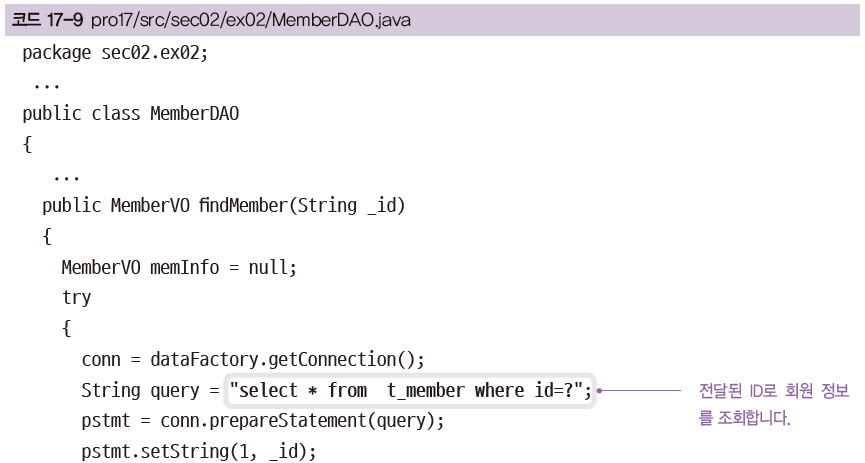 코드 17-9 pro17/src/sec02/ex02/MemberDAO.java
package sec02.ex02;
...
public class MemberDAO
{
...
public MemberVO findMember(String _id)
{
MemberVO memInfo = null;
try
{
conn = dataFactory.getConnection();
String query = "select * from  t_member where id=?";
전달된 ID로 회원 정보
를 조회합니다.
pstmt = conn.prepareStatement(query);
pstmt.setString(1, _id);